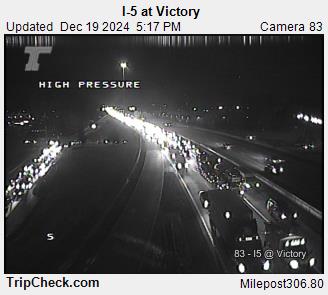 I-5 at Victory
Updated Dec 19 2024 5:17 PM Camera 83
T
HIGH PRESSURE
S
83 - I5 @ Victory
TripCheck.com Milepost306.80